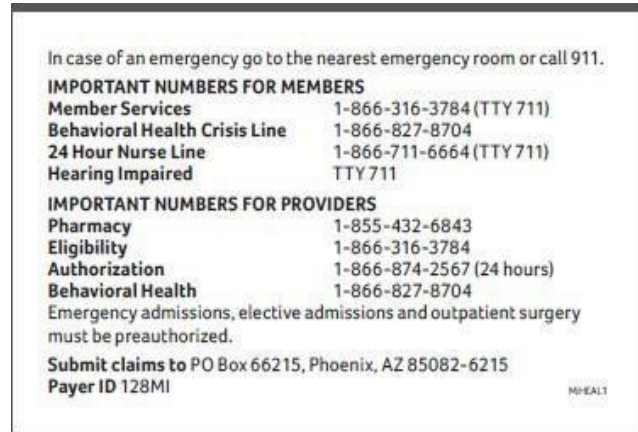 In case of an emergency go to the nearest emergency room or call 911.
IMPORTANT NUMBERS FOR MEMBERS
Member Services 1-866-316-3784 (TTY 711)
Behavioral Health Crisis Line 1-866-827-8704
24 Hour Nurse Line 1-866-711-6664 (TTY 711)
Hearing Impaired TTY 711
IMPORTANT NUMBERS FOR PROVIDERS
Pharmacy 1-855-432-6843
Eligibility 1-866-316-3784
Authorization 1-866-874-2567 (24 hours)
Behavioral Health 1-866-827-8704
Emergency admissions, elective admissions and outpatient surgery
must be preauthorized.
Submit claims to PO Box 66215, Phoenix, AZ 85082-6215
Payer ID 128MI
MIHEAL1